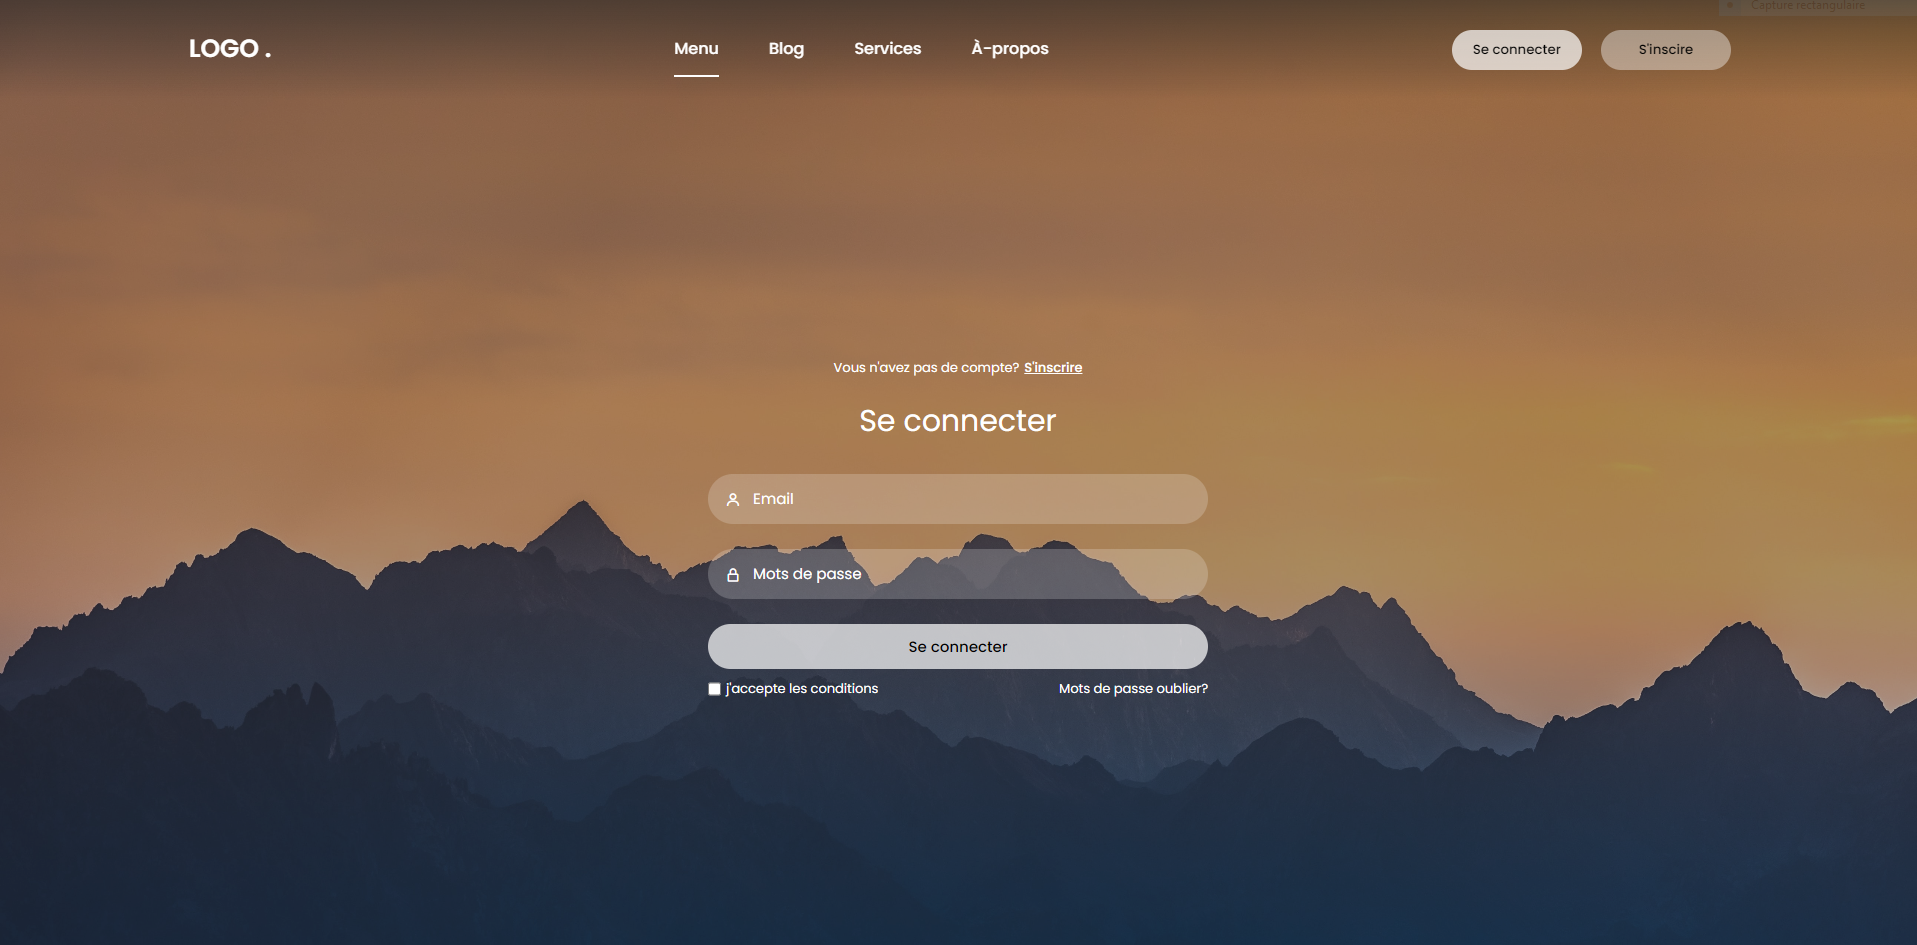 Capture rectangulaire
LOGO .
Menu Blog Services À-propos
Se connecter S'inscire
Vous n'avez pas de compte? S'inscrire
Se connecter
Email
Mots de passe
Se connecter
j'accepte les conditions Mots de passe oublier?